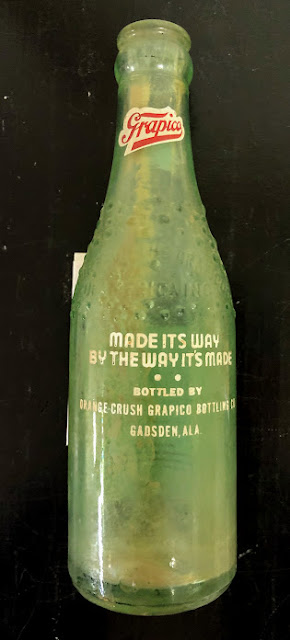 Grapico
MADE ITS WAY
BY THE WAY IT'S MADE
BOTTLED BY
ORANGE-CRUSH GRAPICO BOTTLING CO
GADSDEN, ALA.